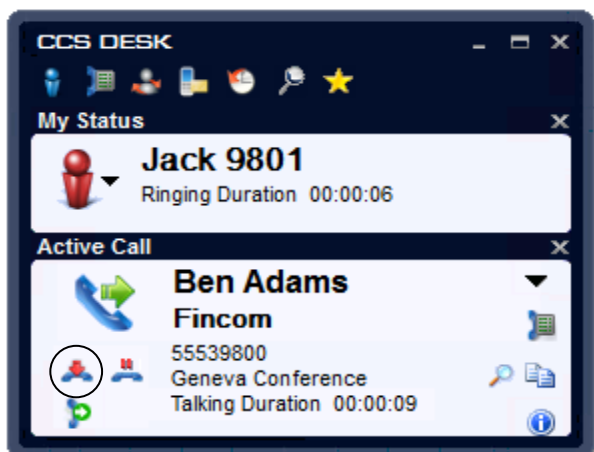 CCS DESK
My Status
Jack 9801
Ringing Duration 00:00:06
Active Call
Ben Adams
Fincom
55539800
Geneva Conference
Talking Duration 00:00:09